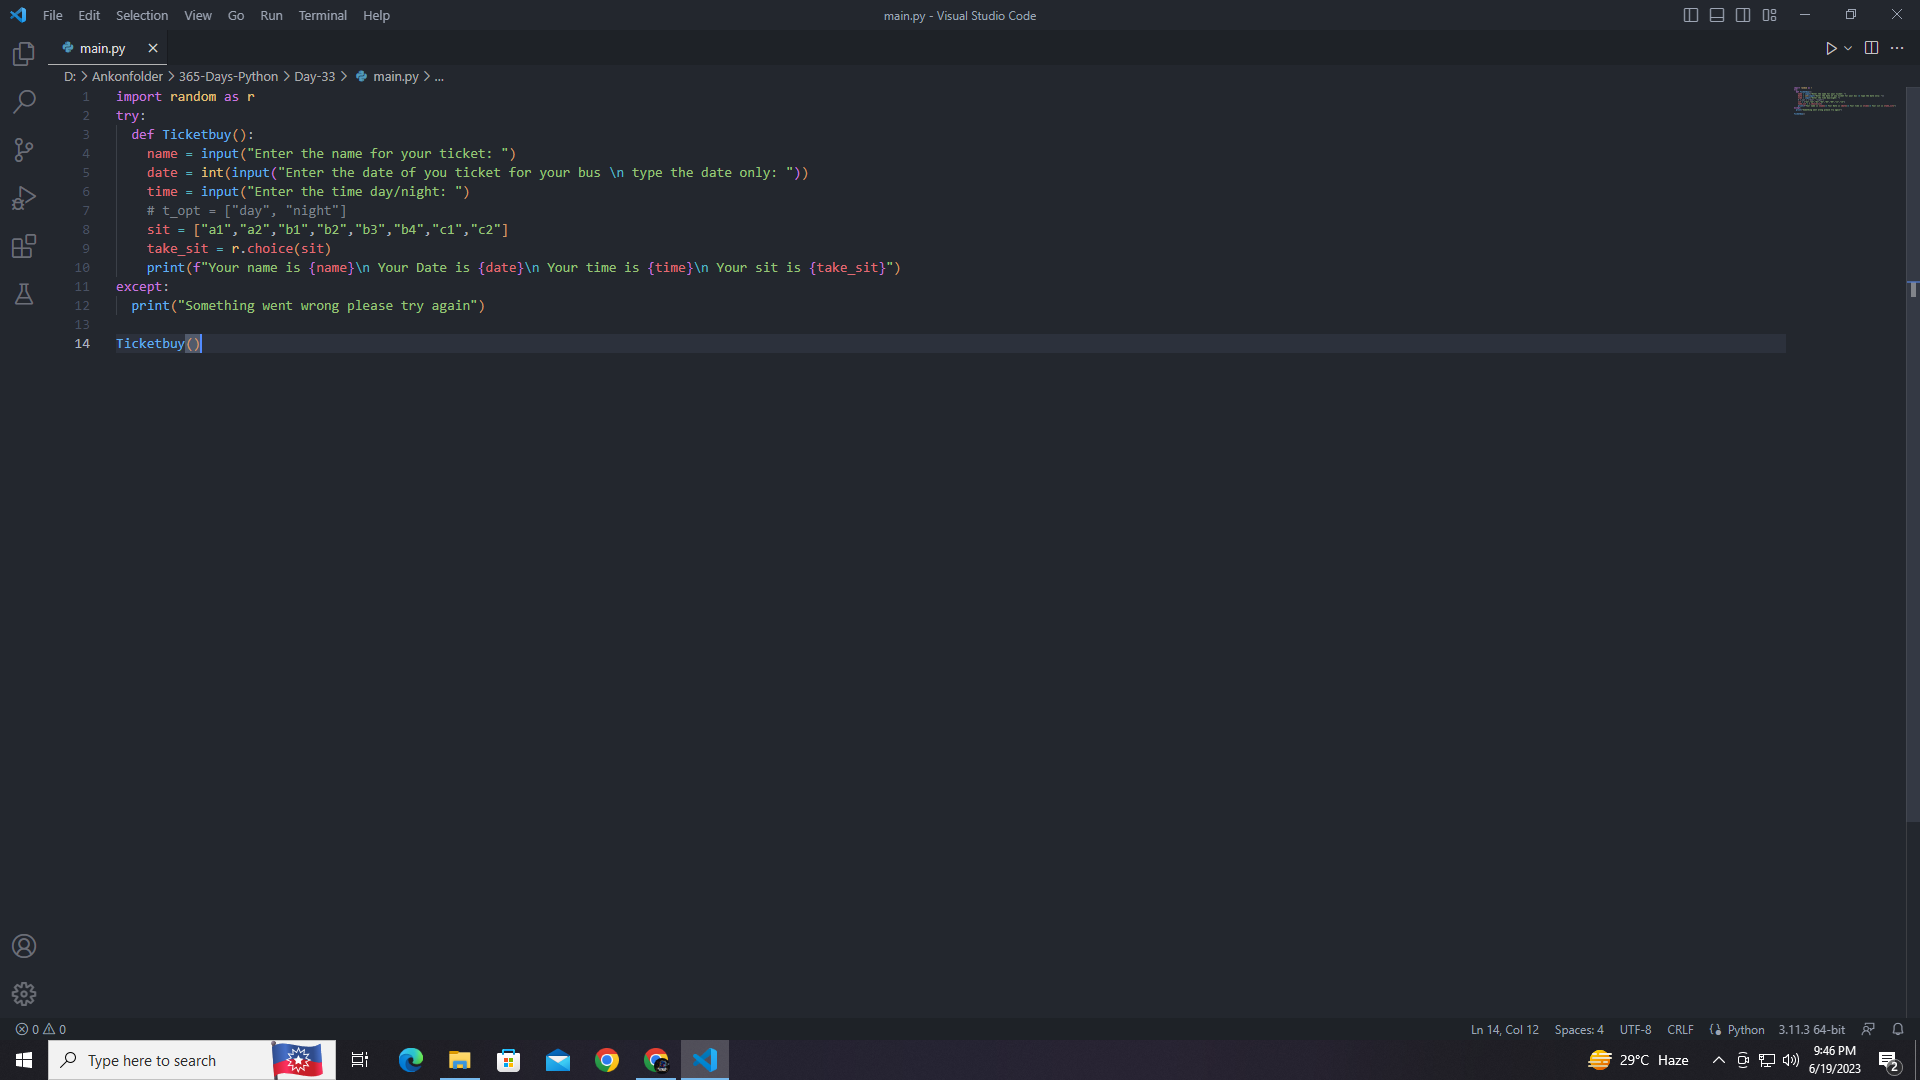 File Edit Selection View Go Run Terminal Help
main.py - Visual Studio Code
main.py
D: > Ankonfolder > 365-Days-Python > Day-33 > main.py > ...
1 import random as r
2 try:
3 def Ticketbuy():
4 name = input("Enter the name for your ticket: ")
5 date = int(input("Enter the date of you ticket for your bus \n type the date only: "))
6 time = input("Enter the time day/night: ")
7 # t_opt = ["day", "night"]
8 sit = ["a1","a2","b1","b2","b3","b4","c1","c2"]
9 take_sit = r.choice(sit)
10 print(f"Your name is {name}\n Your Date is {date}\n Your time is {time}\n Your sit is {take_sit}")
11 except:
12 print("Something went wrong please try again")
13
14 Ticketbuy()
0 0 Ln 14, Col 12 Spaces: 4 UTF-8 CRLF Python 3.11.3 64-bit
Type here to search
29°C Haze
9:46 PM
6/19/2023
2